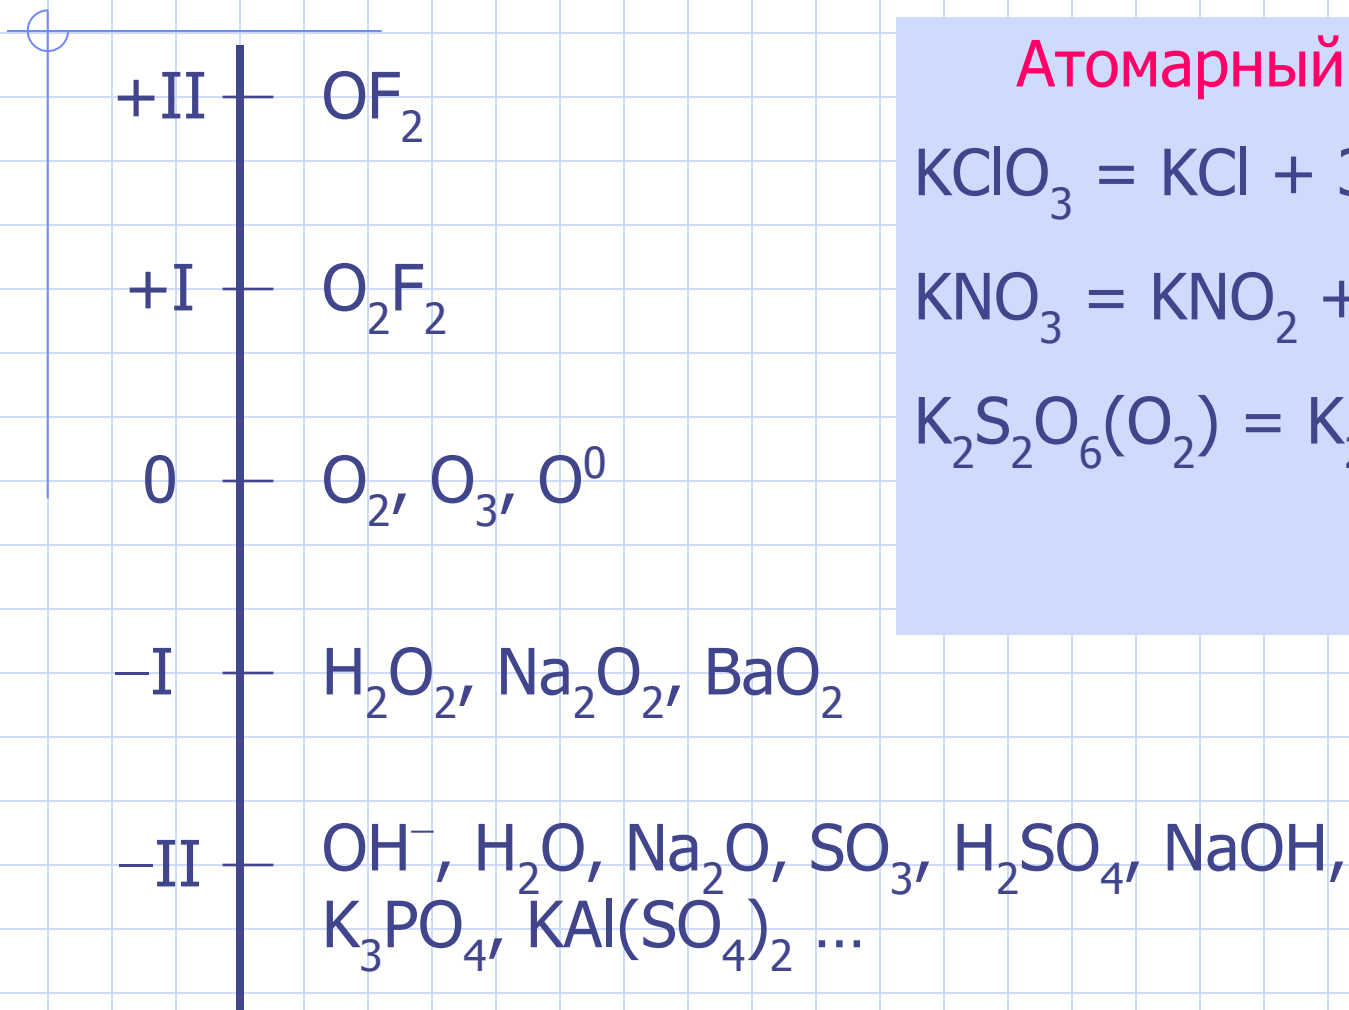 +II OF₂
+I O₂F₂
0 O₂, O₃, O⁰
–I H₂O₂, Na₂O₂, BaO₂
–II OH⁻, H₂O, Na₂O, SO₃, H₂SO₄, NaOH,
K₃PO₄, KAl(SO₄)₂ …
Атомарный
KClO₃ = KCl +
KNO₃ = KNO₂ +
K₂S₂O₆(O₂) = K